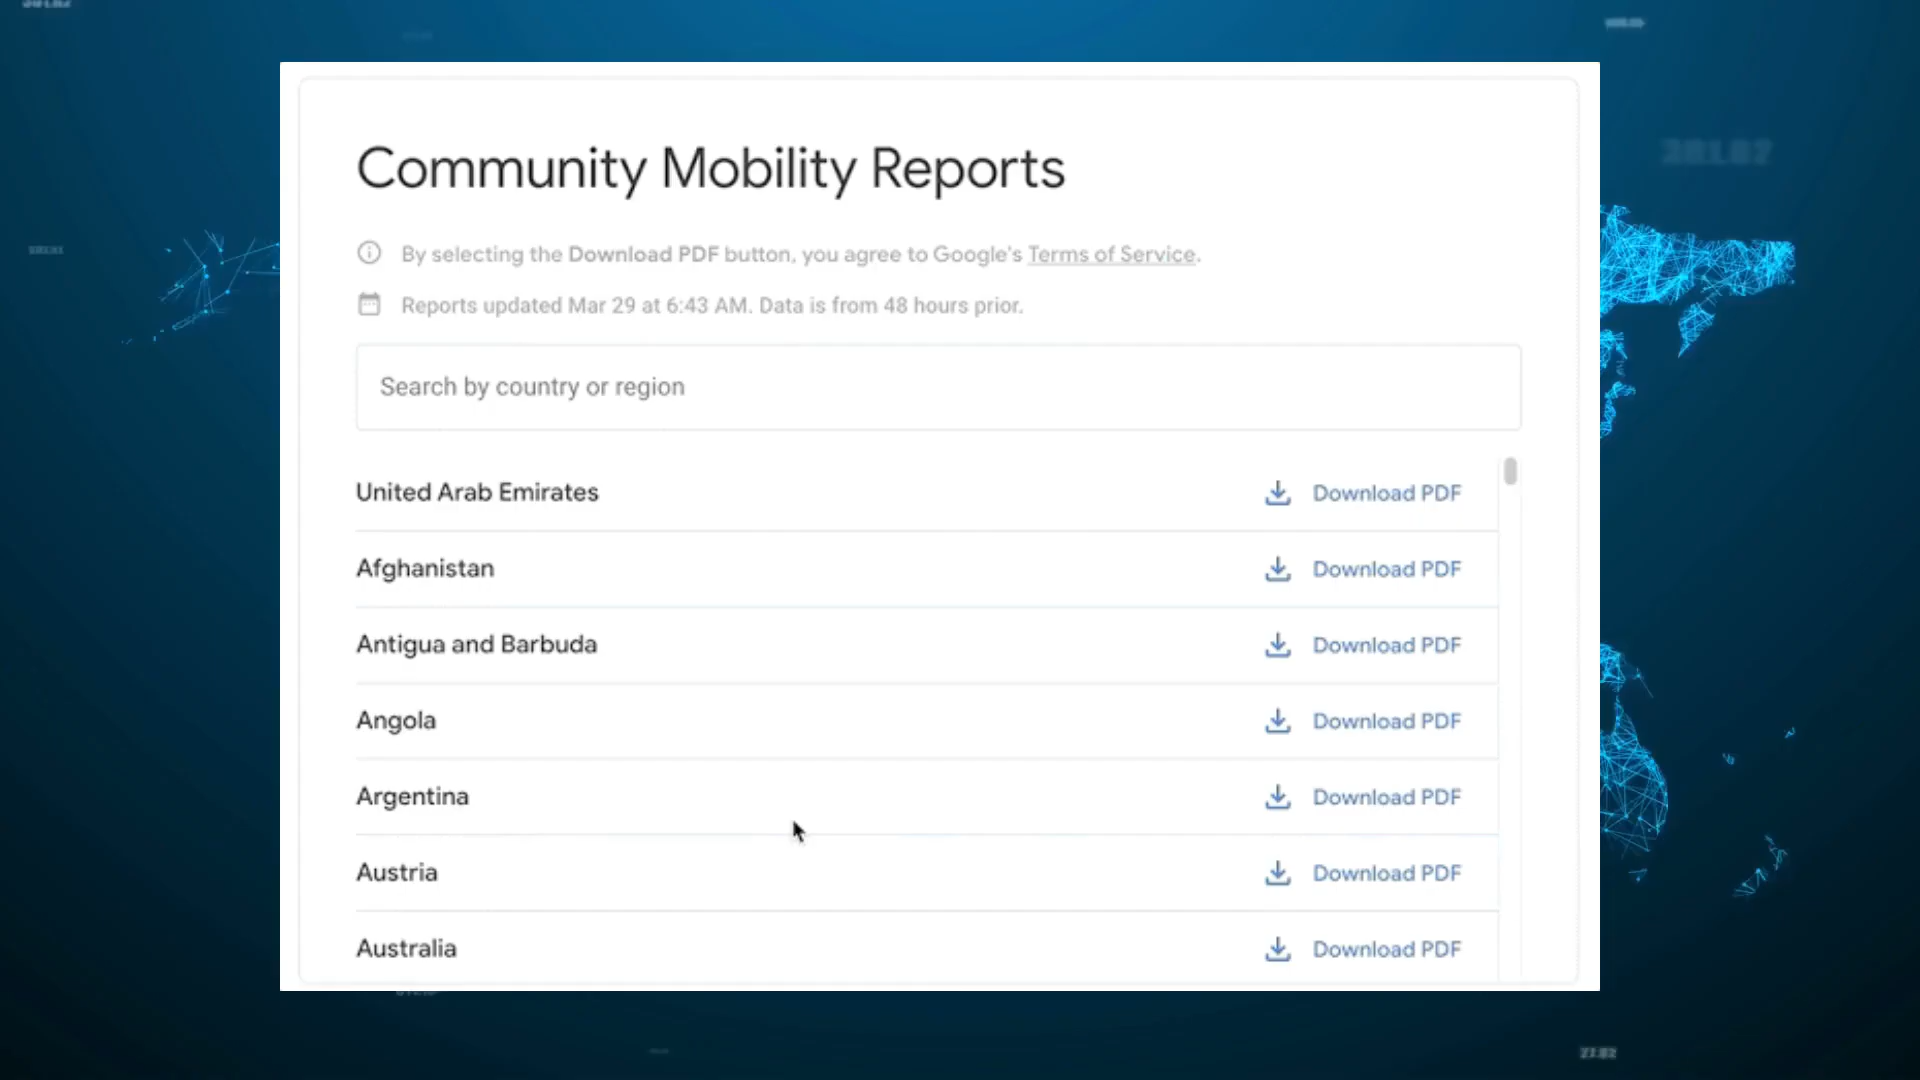 Community Mobility Reports
By selecting the Download PDF button, you agree to Google's Terms of Service.
Reports updated Mar 29 at 6:43 AM. Data is from 48 hours prior.
Search by country or region
United Arab Emirates Download PDF
Afghanistan Download PDF
Antigua and Barbuda Download PDF
Angola Download PDF
Argentina Download PDF
Austria Download PDF
Australia Download PDF